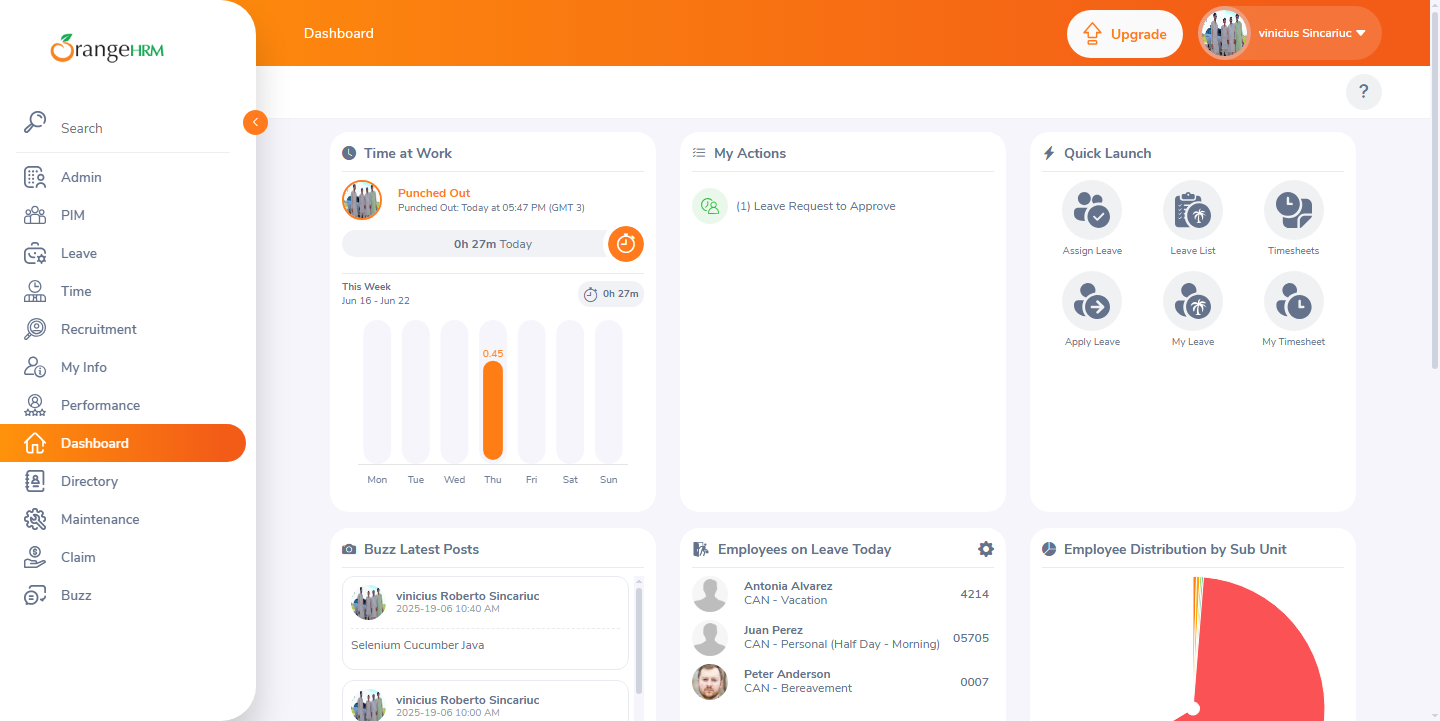 OrangeHRM
Dashboard
Upgrade
vinicius Sincariuc
?
Search
Admin
PIM
Leave
Time
Recruitment
My Info
Performance
Dashboard
Directory
Maintenance
Claim
Buzz
Time at Work
Punched Out
Punched Out: Today at 05:47 PM (GMT 3)
0h 27m Today
This Week
Jun 16 - Jun 22
0h 27m
0.45
Mon Tue Wed Thu Fri Sat Sun
My Actions
(1) Leave Request to Approve
Quick Launch
Assign Leave Leave List Timesheets
Apply Leave My Leave My Timesheet
Buzz Latest Posts
vinicius Roberto Sincariuc
2025-19-06 10:40 AM
Selenium Cucumber Java
vinicius Roberto Sincariuc
2025-19-06 10:00 AM
Employees on Leave Today
Antonia Alvarez
CAN - Vacation
4214
Juan Perez
CAN - Personal (Half Day - Morning)
05705
Peter Anderson
CAN - Bereavement
0007
Employee Distribution by Sub Unit